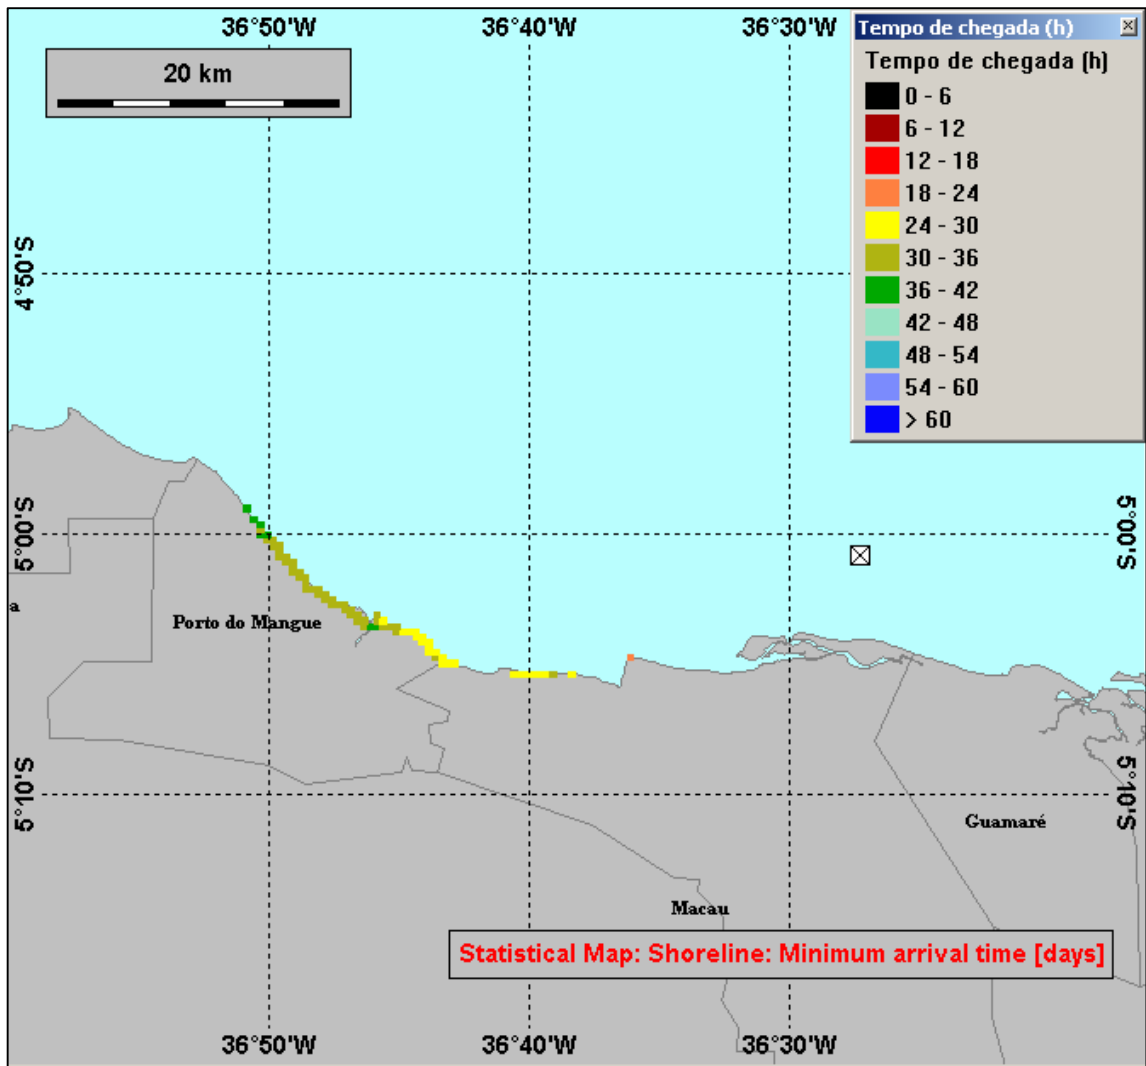 36°50'W 36°40'W 36°30'W
Tempo de chegada (h)
20 km
Tempo de chegada (h)
0 - 6
6 - 12
12 - 18
18 - 24
24 - 30
30 - 36
36 - 42
42 - 48
48 - 54
54 - 60
> 60
4°50'S
5°00'S
5°00'S
a
Porto do Mangue
5°10'S
5°10'S
Guamaré
Macau
Statistical Map: Shoreline: Minimum arrival time [days]
36°50'W 36°40'W 36°30'W